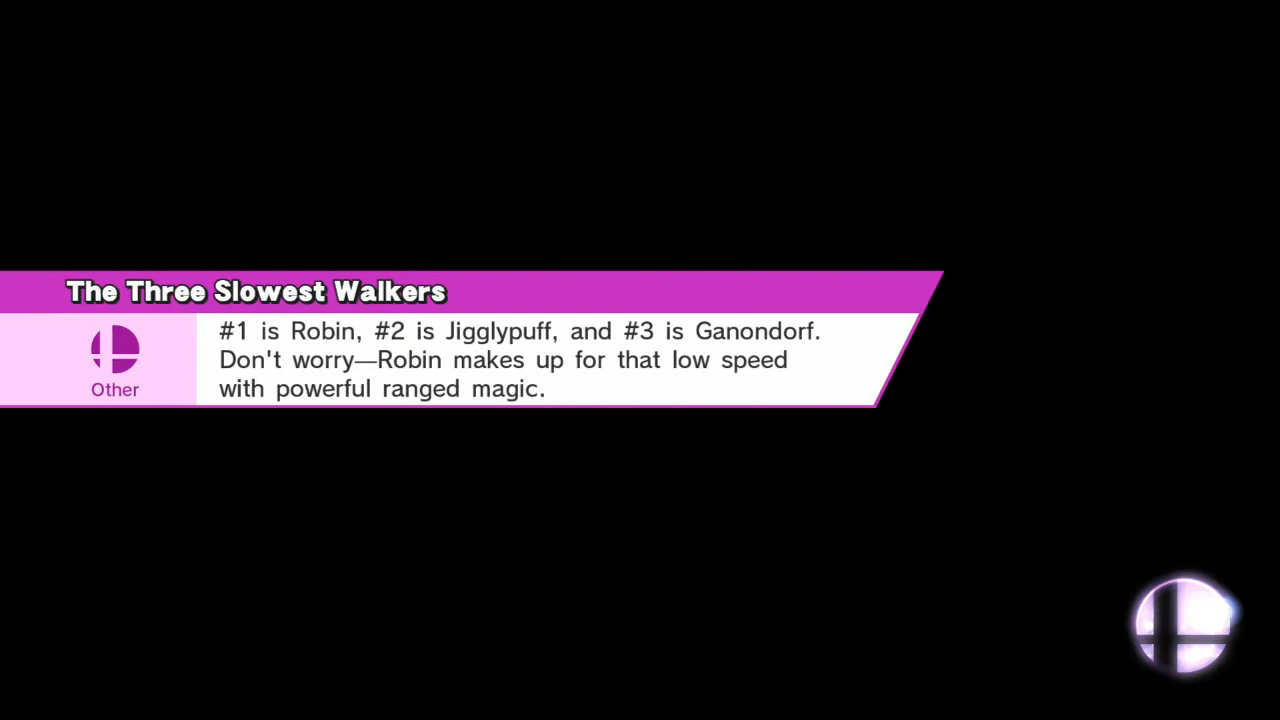 The Three Slowest Walkers
#1 is Robin, #2 is Jigglypuff, and #3 is Ganondorf.
Don't worry—Robin makes up for that low speed
with powerful ranged magic.
Other